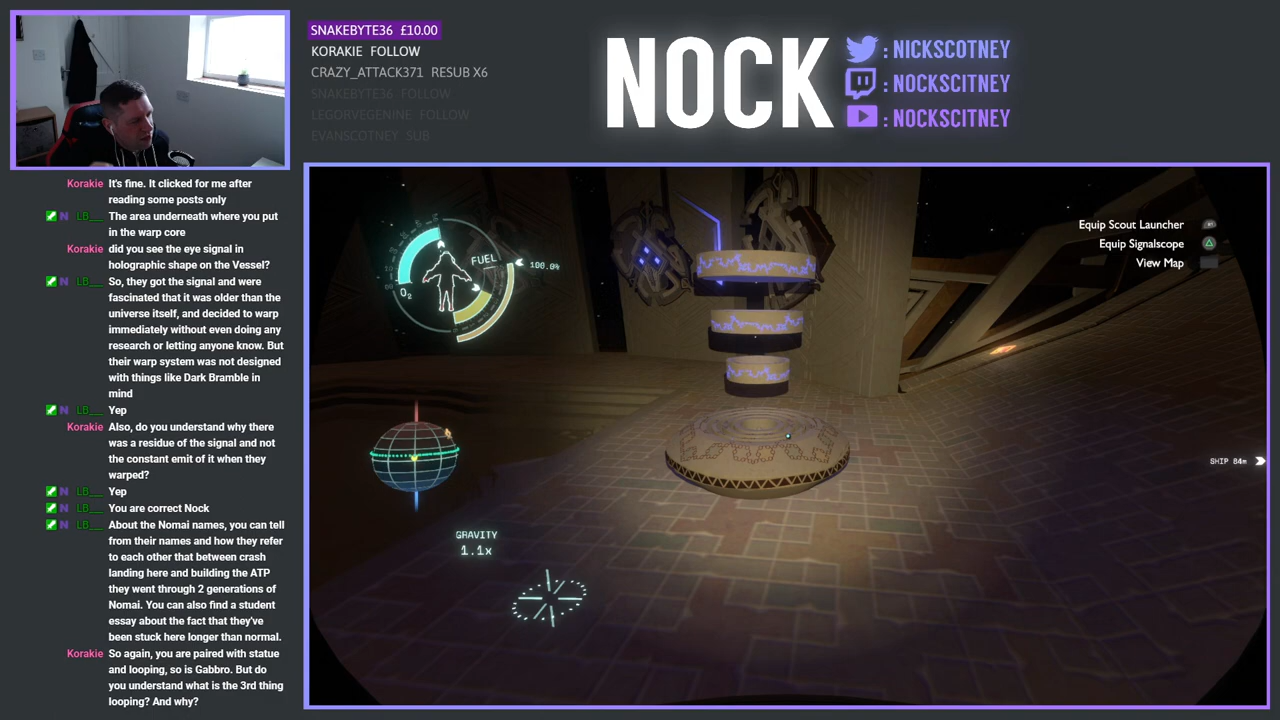 SNAKEBYTE36 £10.00
KORAKIE FOLLOW
CRAZY_ATTACK371 RESUB X6
SNAKEBYTE36 FOLLOW
LEGORVEGENINE FOLLOW
EVANSCOTNEY SUB
NOCK
: NICKSCOTNEY
: NOCKSCITNEY
: NOCKSCITNEY
Korakie It's fine. It clicked for me after
reading some posts only
N LB__ The area underneath where you put
in the warp core
Korakie did you see the eye signal in
holographic shape on the Vessel?
N LB__ So, they got the signal and were
fascinated that it was older than the
universe itself, and decided to warp
immediately without even doing any
research or letting anyone know. But
their warp system was not designed
with things like Dark Bramble in
mind
N LB__ Yep
Korakie Also, do you understand why there
was a residue of the signal and not
the constant emit of it when they
warped?
N LB__ Yep
N LB__ You are correct Nock
N LB__ About the Nomai names, you can tell
from their names and how they refer
to each other that between crash
landing here and building the ATP
they went through 2 generations of
Nomai. You can also find a student
essay about the fact that they've
been stuck here longer than normal.
Korakie So again, you are paired with statue
and looping, so is Gabbro. But do
you understand what is the 3rd thing
looping? And why?
FUEL
100.0%
O2
Equip Scout Launcher
Equip Signalscope
View Map
SHIP 84m
GRAVITY
1.1x